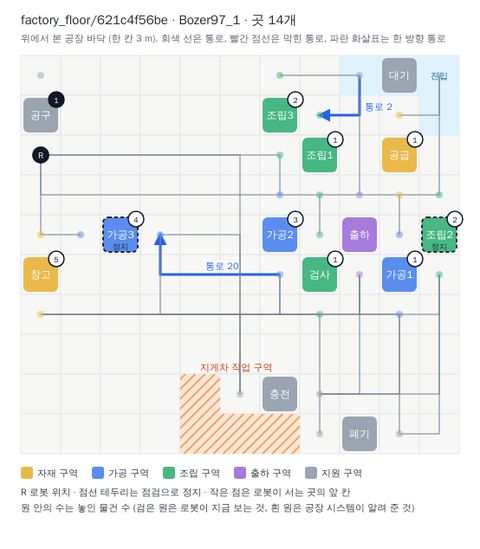 factory_floor/621c4f56be · Bozer97_1 · 곳 14개
위에서 본 공장 바닥 (한 칸 3 m). 회색 선은 통로, 빨간 점선은 막힌 통로, 파란 화살표는 한 방향 통로
대기
전립
공구 1
조립3 2
통로 2
조립1 1
공급 1
R
가공3 4
정지
가공2 3
출하
조립2 2
정지
통로 20
창고 5
검사 1
가공1 1
지게차 작업 구역
충전
폐기
자재 구역 가공 구역 조립 구역 출하 구역 지원 구역
R 로봇 위치 · 점선 테두리는 점검으로 정지 · 작은 점은 로봇이 서는 곳의 앞 칸
원 안의 수는 놓인 물건 수 (검은 원은 로봇이 지금 보는 것, 흰 원은 공장 시스템이 알려 준 것)